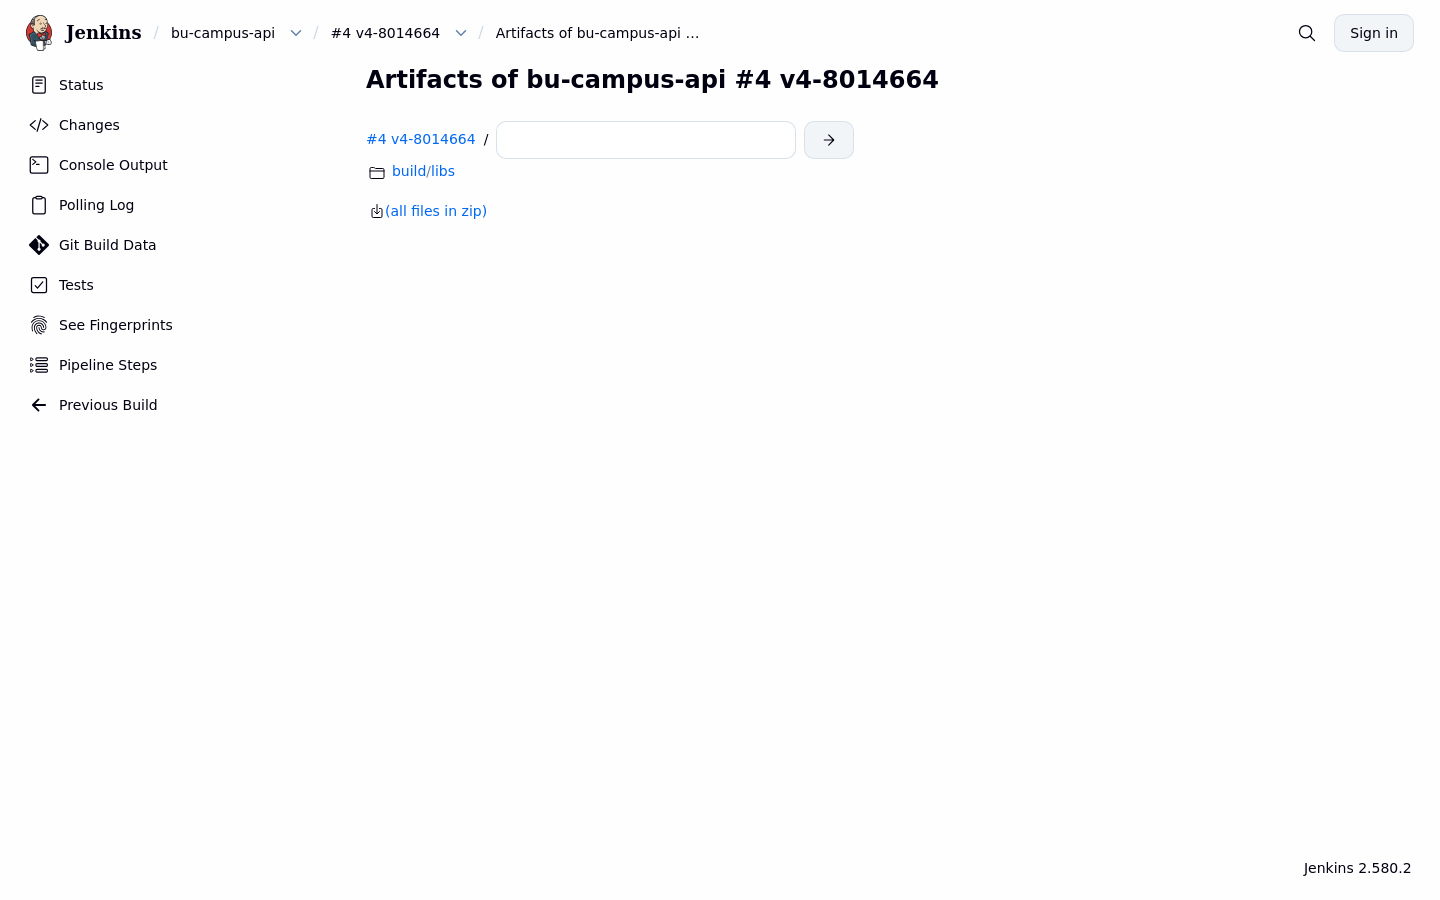 Jenkins / bu-campus-api / #4 v4-8014664 / Artifacts of bu-campus-api ... Sign in
Status
Changes
Console Output
Polling Log
Git Build Data
Tests
See Fingerprints
Pipeline Steps
Previous Build
Artifacts of bu-campus-api #4 v4-8014664
#4 v4-8014664 /
build/libs
(all files in zip)
Jenkins 2.580.2